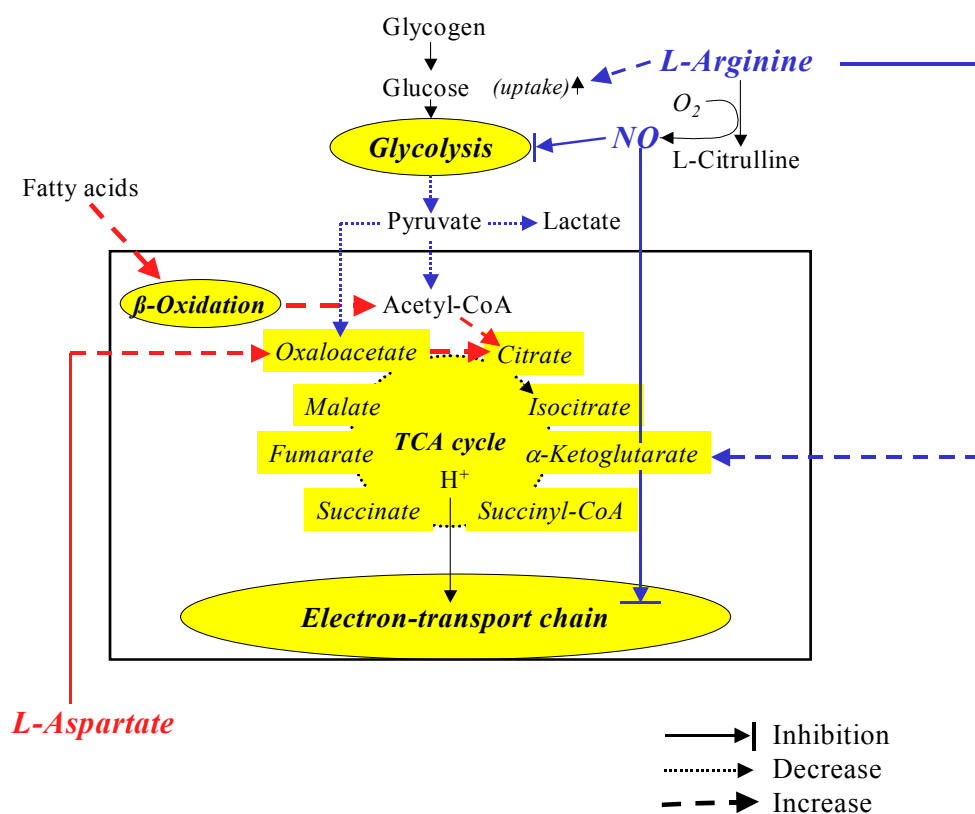 Glycogen
Glucose (uptake)
L-Arginine
O2
NO
L-Citrulline
Glycolysis
Fatty acids
Pyruvate
Lactate
ß-Oxidation
Acetyl-CoA
Oxaloacetate
Citrate
Malate
Isocitrate
TCA cycle
Fumarate
α-Ketoglutarate
H+
Succinate
Succinyl-CoA
Electron-transport chain
L-Aspartate
Inhibition
Decrease
Increase